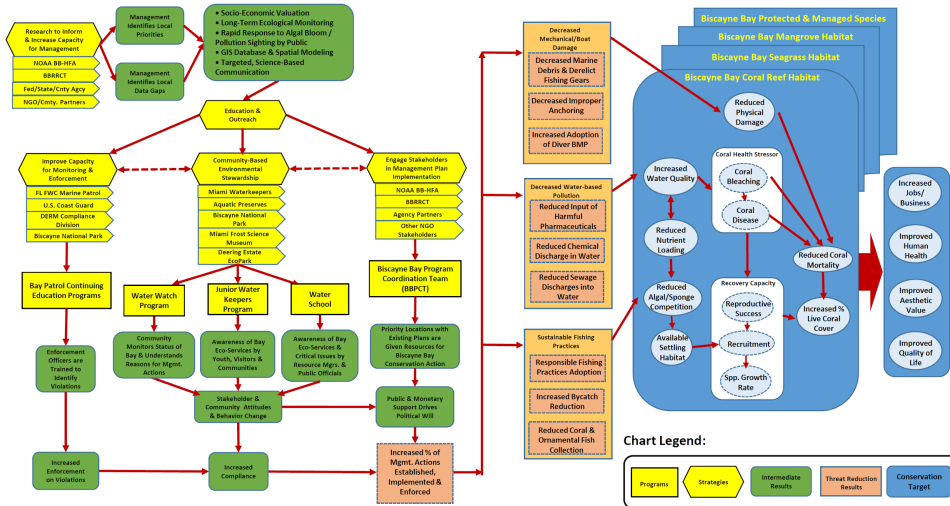 Research to Inform
& Increase Capacity
for Management
NOAA BB-HFA
BBRRCT
Fed/State/Cnty Agcy
NGO/Cmty. Partners
Management
Identifies Local
Priorities
Management
Identifies Local
Data Gaps
• Socio-Economic Valuation
• Long-Term Ecological Monitoring
• Rapid Response to Algal Bloom /
Pollution Sighting by Public
• GIS Database & Spatial Modeling
• Targeted, Science-Based
Communication
Education &
Outreach
Improve Capacity
for Monitoring &
Enforcement
FL FWC Marine Patrol
U.S. Coast Guard
DERM Compliance
Division
Biscayne National Park
Community-Based
Environmental
Stewardship
Miami Waterkeepers
Aquatic Preserves
Biscayne National
Park
Miami Frost Science
Museum
Deering Estate
EcoPark
Engage Stakeholders
in Management Plan
Implementation
NOAA BB-HFA
BBRRCT
Agency Partners
Other NGO
Stakeholders
Bay Patrol Continuing
Education Programs
Water Watch
Program
Junior Water
Keepers
Program
Water
School
Biscayne Bay Program
Coordination Team
(BBPCT)
Enforcement
Officers are
Trained to
Identify
Violations
Community
Monitors Status of
Bay & Understands
Reasons for Mgmt.
Actions
Awareness of Bay
Eco-Services by
Youth, Visitors &
Communities
Awareness of Bay
Eco-Services &
Critical Issues by
Resource Mgrs. &
Public Officials
Priority Locations with
Existing Plans are
Given Resources for
Biscayne Bay
Conservation Action
Stakeholder &
Community Attitudes
& Behavior Change
Public & Monetary
Support Drives
Political Will
Increased
Enforcement
on Violations
Increased
Compliance
Increased % of
Mgmt. Actions
Established,
Implemented &
Enforced
Decreased
Mechanical/Boat
Damage
Decreased Marine
Debris & Derelict
Fishing Gears
Decreased Improper
Anchoring
Increased Adoption of
Diver BMP
Decreased Water-based
Pollution
Reduced Input of
Harmful
Pharmaceuticals
Reduced Chemical
Discharge in Water
Reduced Sewage
Discharges into
Water
Sustainable Fishing
Practices
Responsible Fishing
Practices Adoption
Increased Bycatch
Reduction
Reduced Coral &
Ornamental Fish
Collection
Biscayne Bay Protected & Managed Species
Biscayne Bay Mangrove Habitat
Biscayne Bay Seagrass Habitat
Biscayne Bay Coral Reef Habitat
Reduced
Physical
Damage
Increased
Water Quality
Coral Health Stressor
Coral
Bleaching
Coral
Disease
Reduced
Nutrient
Loading
Reduced Coral
Mortality
Reduced
Algal/Sponge
Competition
Available
Settling
Habitat
Recovery Capacity
Reproductive
Success
Recruitment
Spp. Growth
Rate
Increased %
Live Coral
Cover
Increased
Jobs/
Business
Improved
Human
Health
Improved
Aesthetic
Value
Improved
Quality of
Life
Chart Legend:
Programs
Strategies
Intermediate
Results
Threat Reduction
Results
Conservation
Target